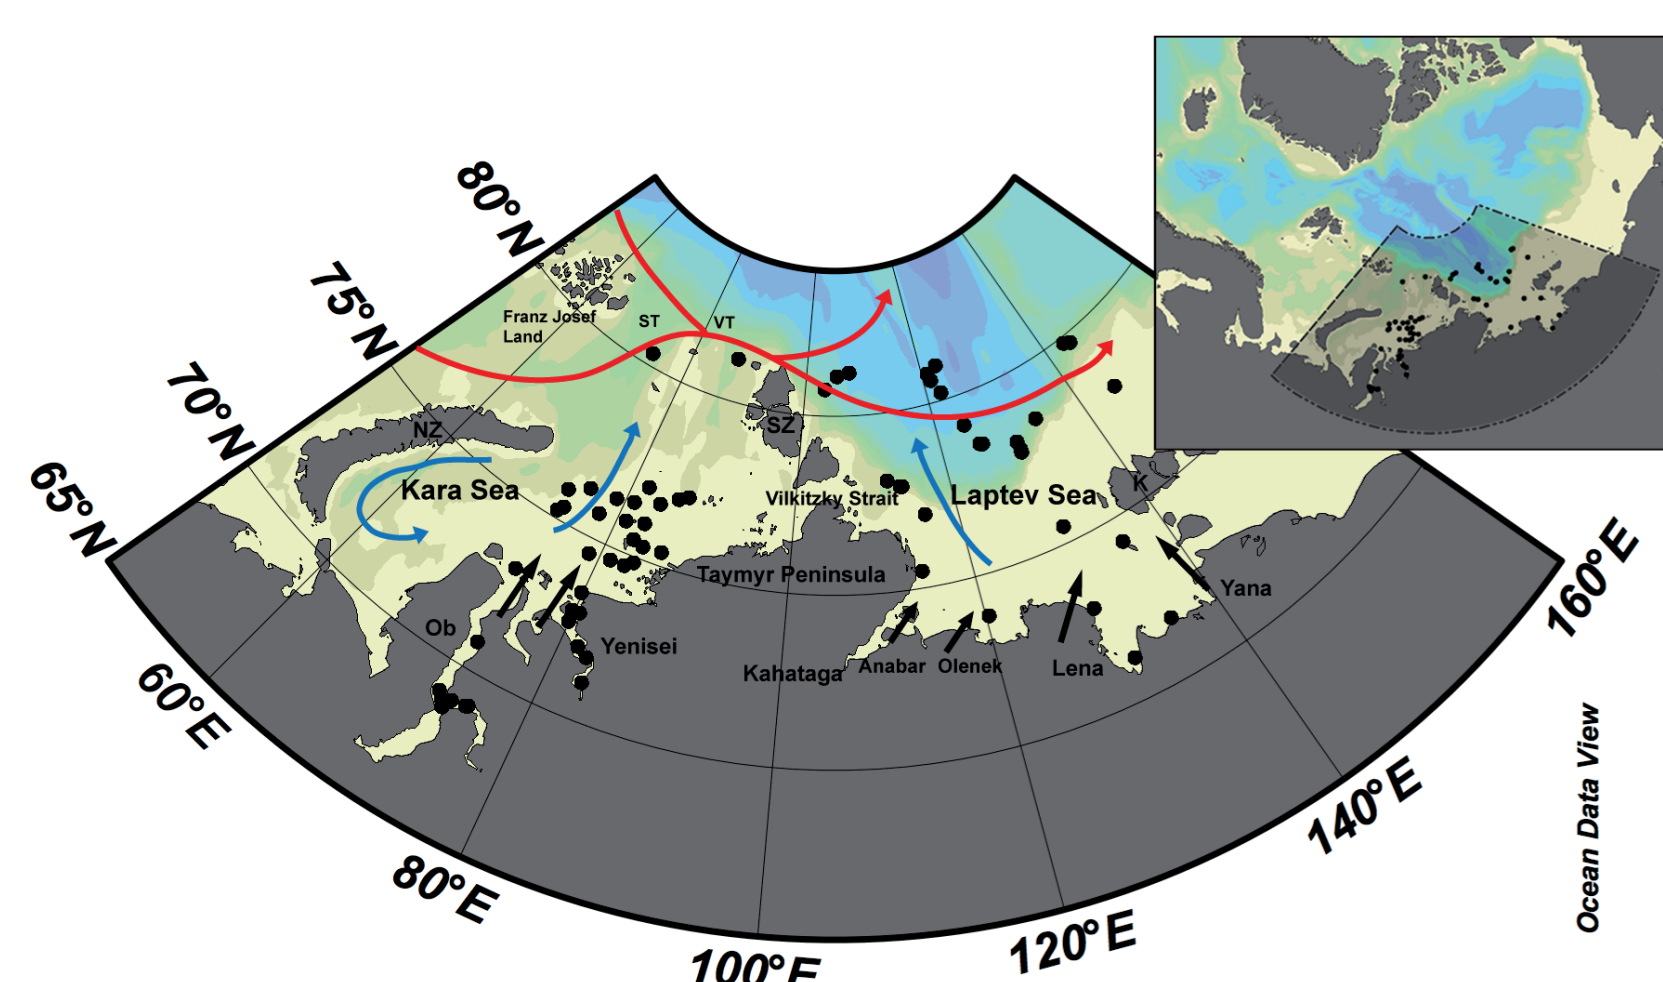 80°N
75°N
70°N
65°N
60°E
80°E
100°E
120°E
140°E
160°E
Franz Josef
Land
ST
VT
NZ
SZ
K
Kara Sea
Vilkitzky Strait
Laptev Sea
Taymyr Peninsula
Ob
Yenisei
Kahataga
Anabar
Olenek
Lena
Yana
Ocean Data View